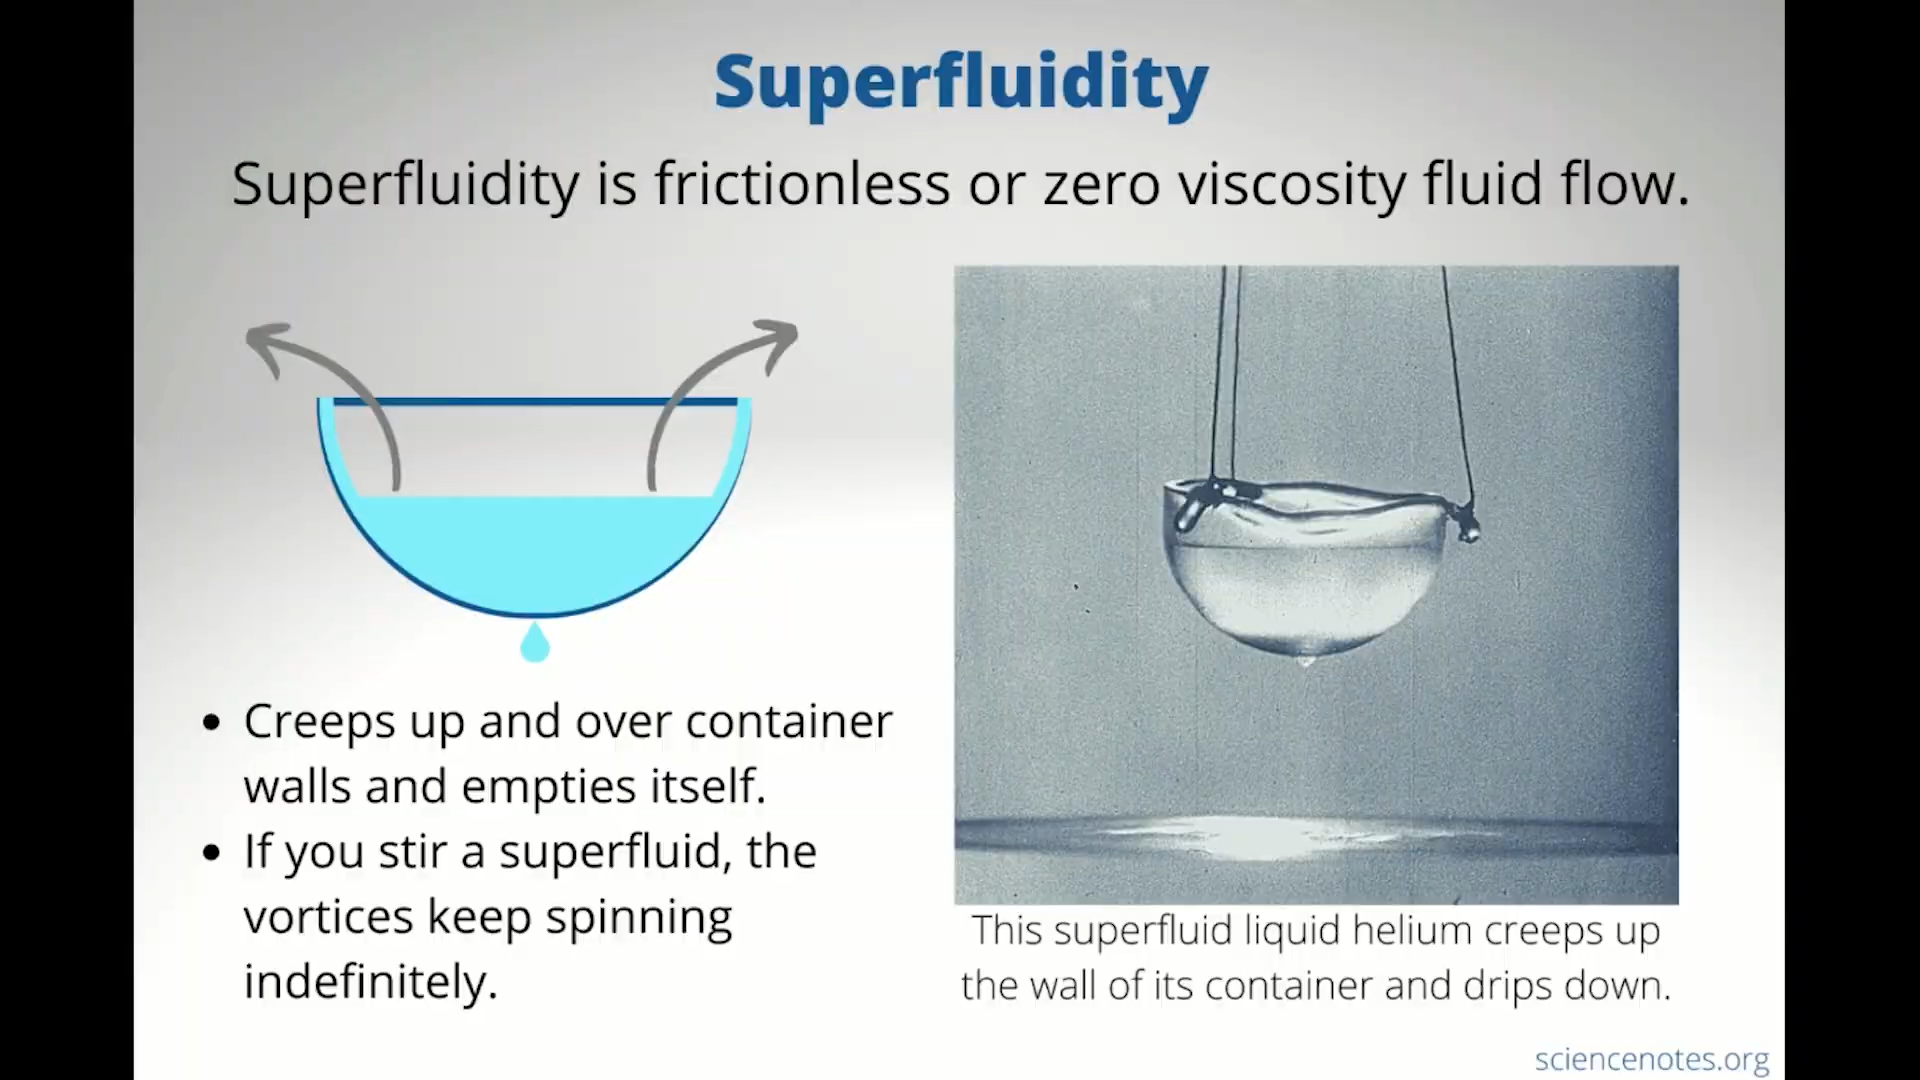 Superfluidity
Superfluidity is frictionless or zero viscosity fluid flow.
• Creeps up and over container
walls and empties itself.
• If you stir a superfluid, the
vortices keep spinning
indefinitely.
This superfluid liquid helium creeps up
the wall of its container and drips down.
sciencenotes.org